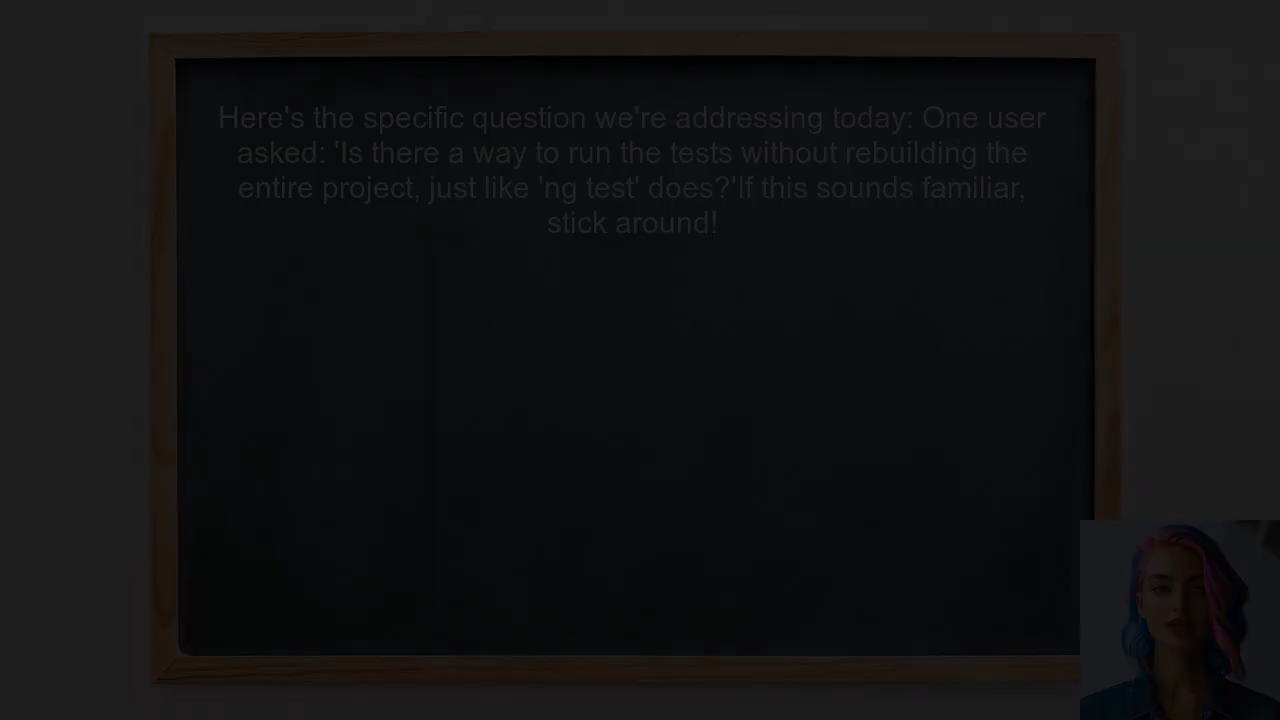 Here's the specific question we're addressing today: One user
asked: 'Is there a way to run the tests without rebuilding the
entire project, just like 'ng test' does?'If this sounds familiar,
stick around!